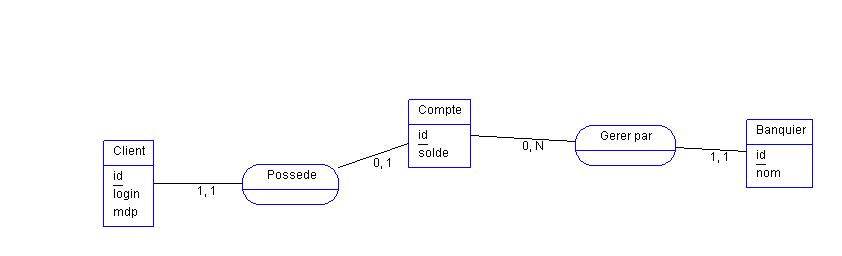 Client
id
login
mdp
1, 1
Possede
0, 1
Compte
id
solde
0, N
Gerer par
1, 1
Banquier
id
nom